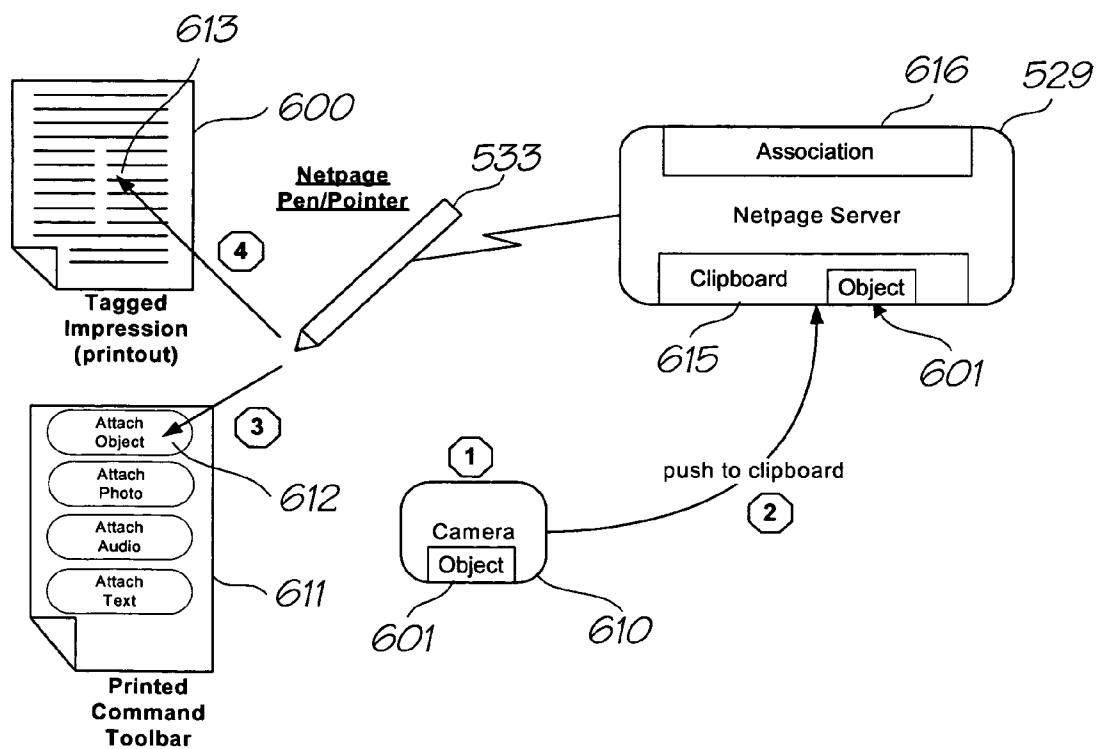 613
600
Tagged
Impression
(printout)
4
Netpage
Pen/Pointer
533
616
529
Association
Netpage Server
Clipboard
Object
615
601
3
Attach
Object
Attach
Photo
Attach
Audio
Attach
Text
612
611
Printed
Command
Toolbar
1
Camera
Object
601
610
push to clipboard
2